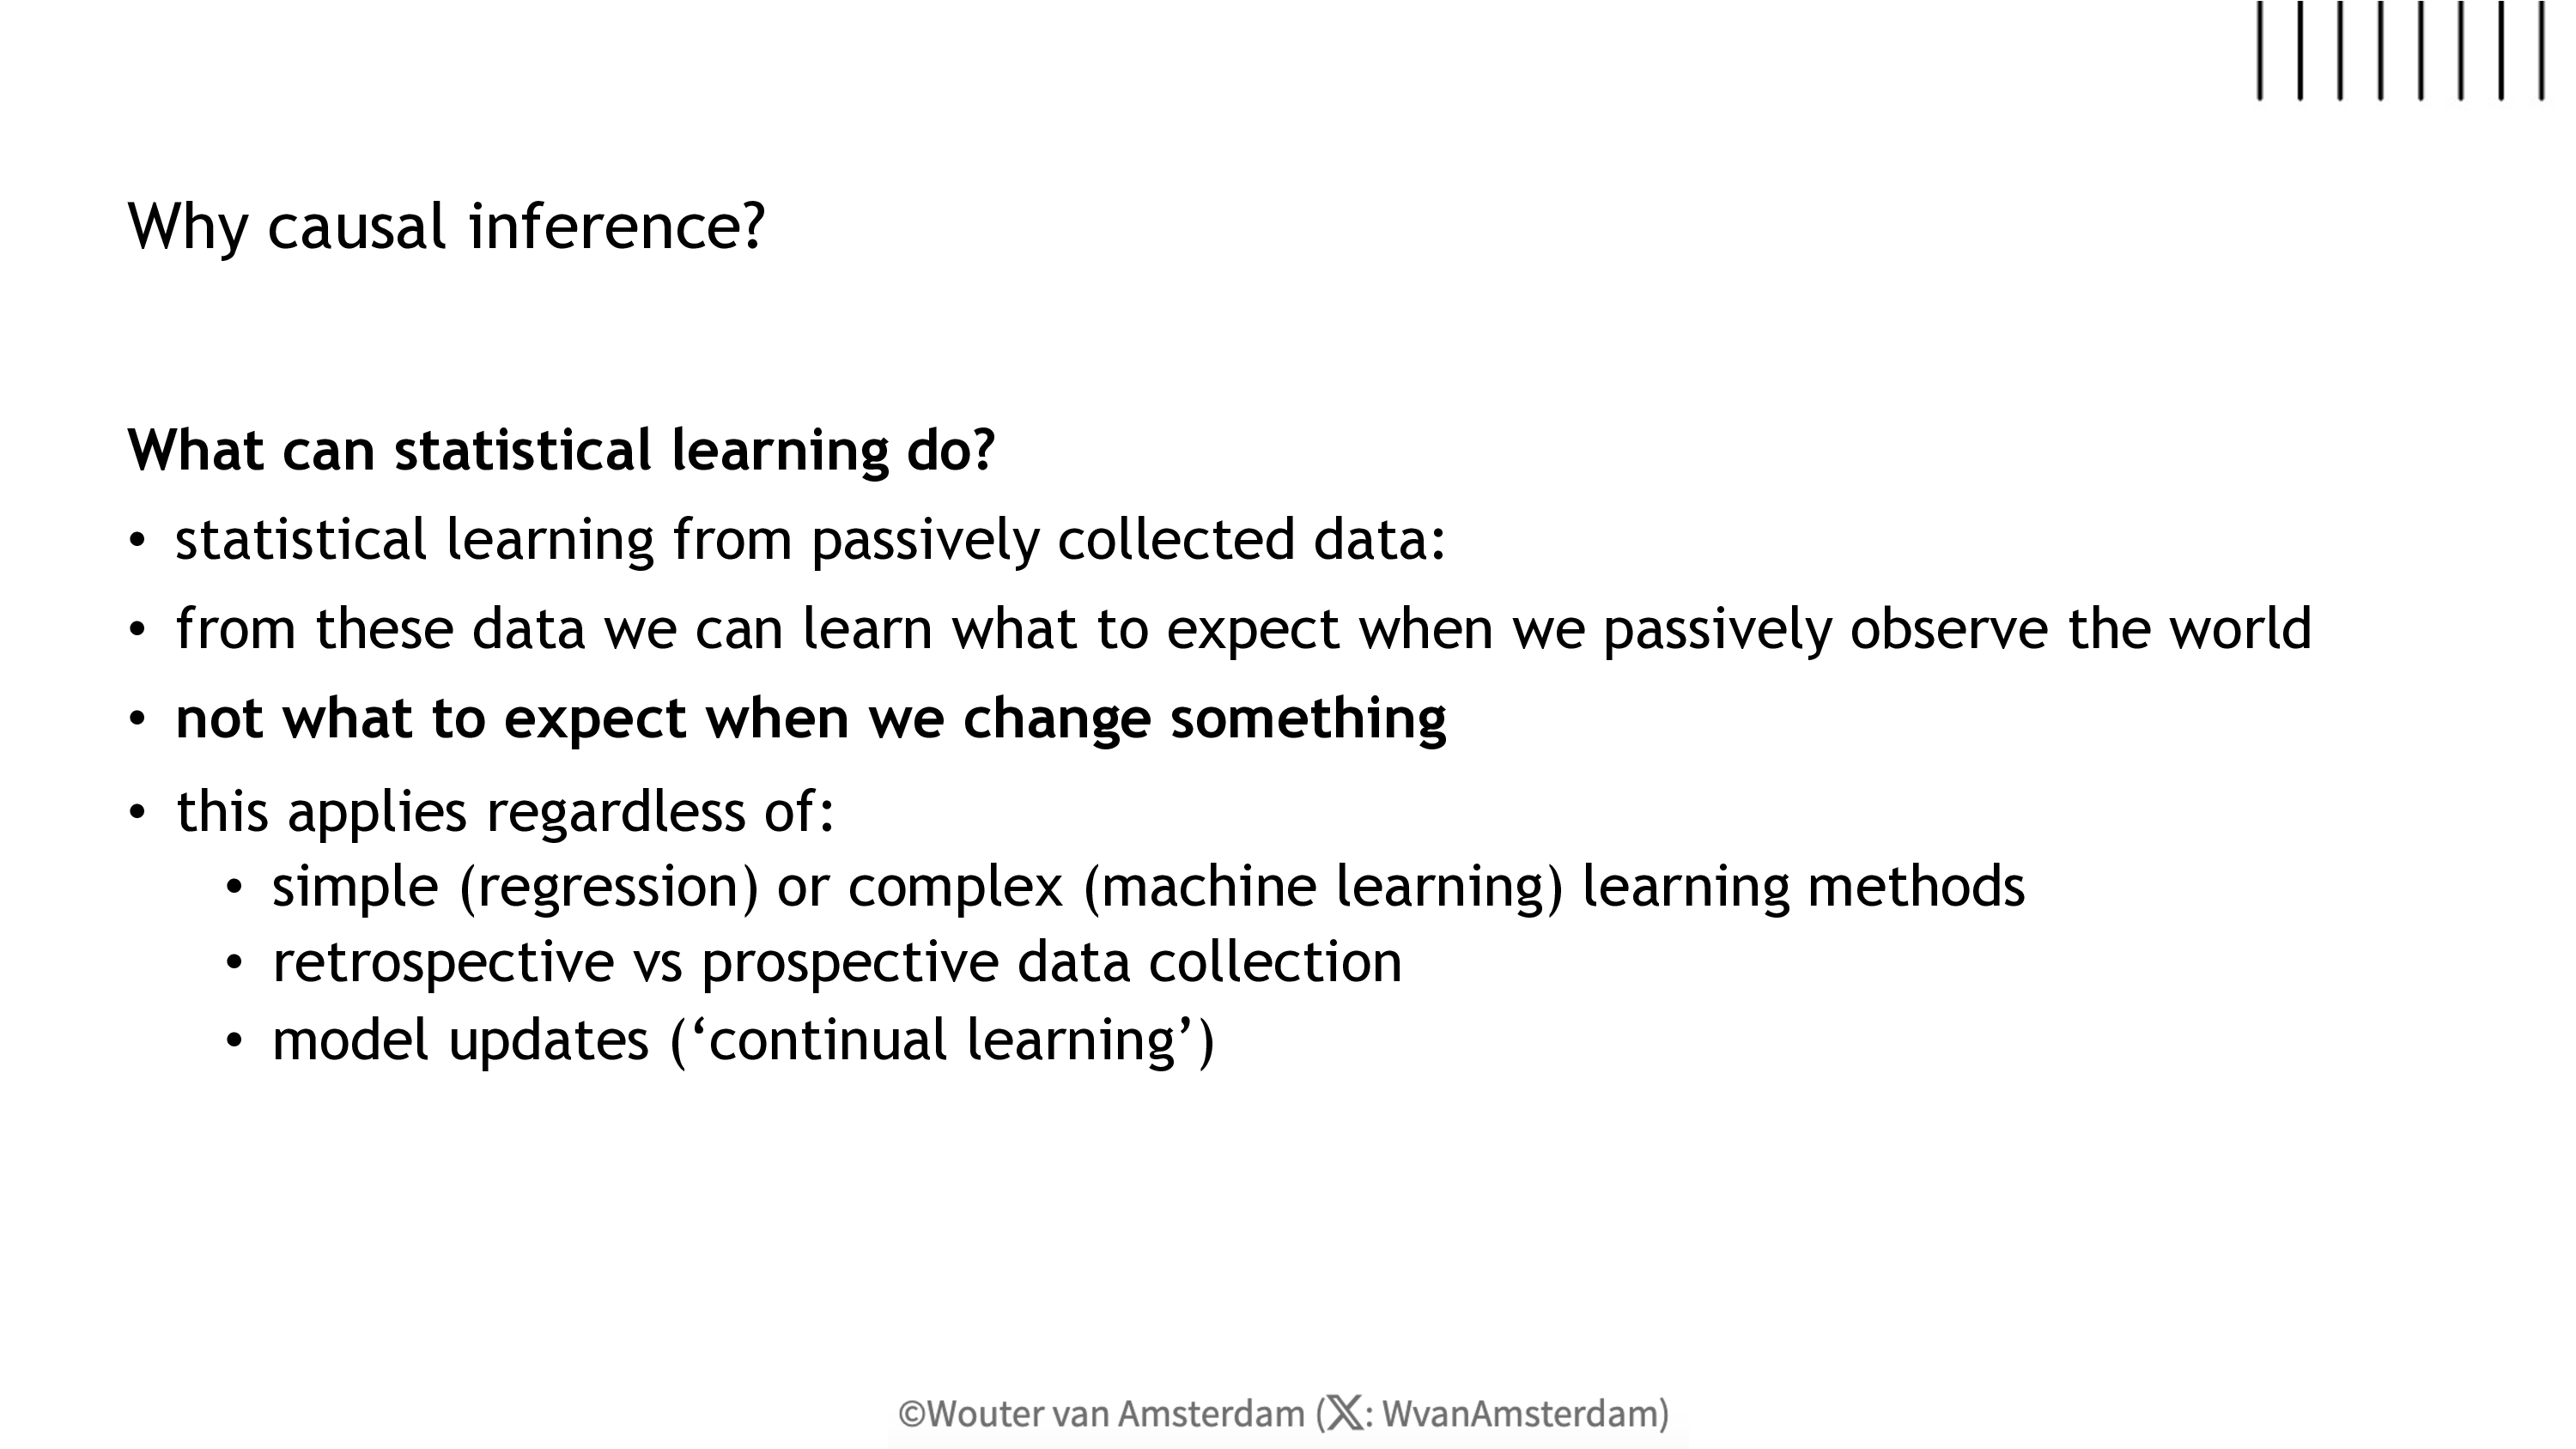 Why causal inference?
What can statistical learning do?
• statistical learning from passively collected data:
• from these data we can learn what to expect when we passively observe the world
• not what to expect when we change something
• this applies regardless of:
• simple (regression) or complex (machine learning) learning methods
• retrospective vs prospective data collection
• model updates (‘continual learning’)
©Wouter van Amsterdam (𝕏: WvanAmsterdam)